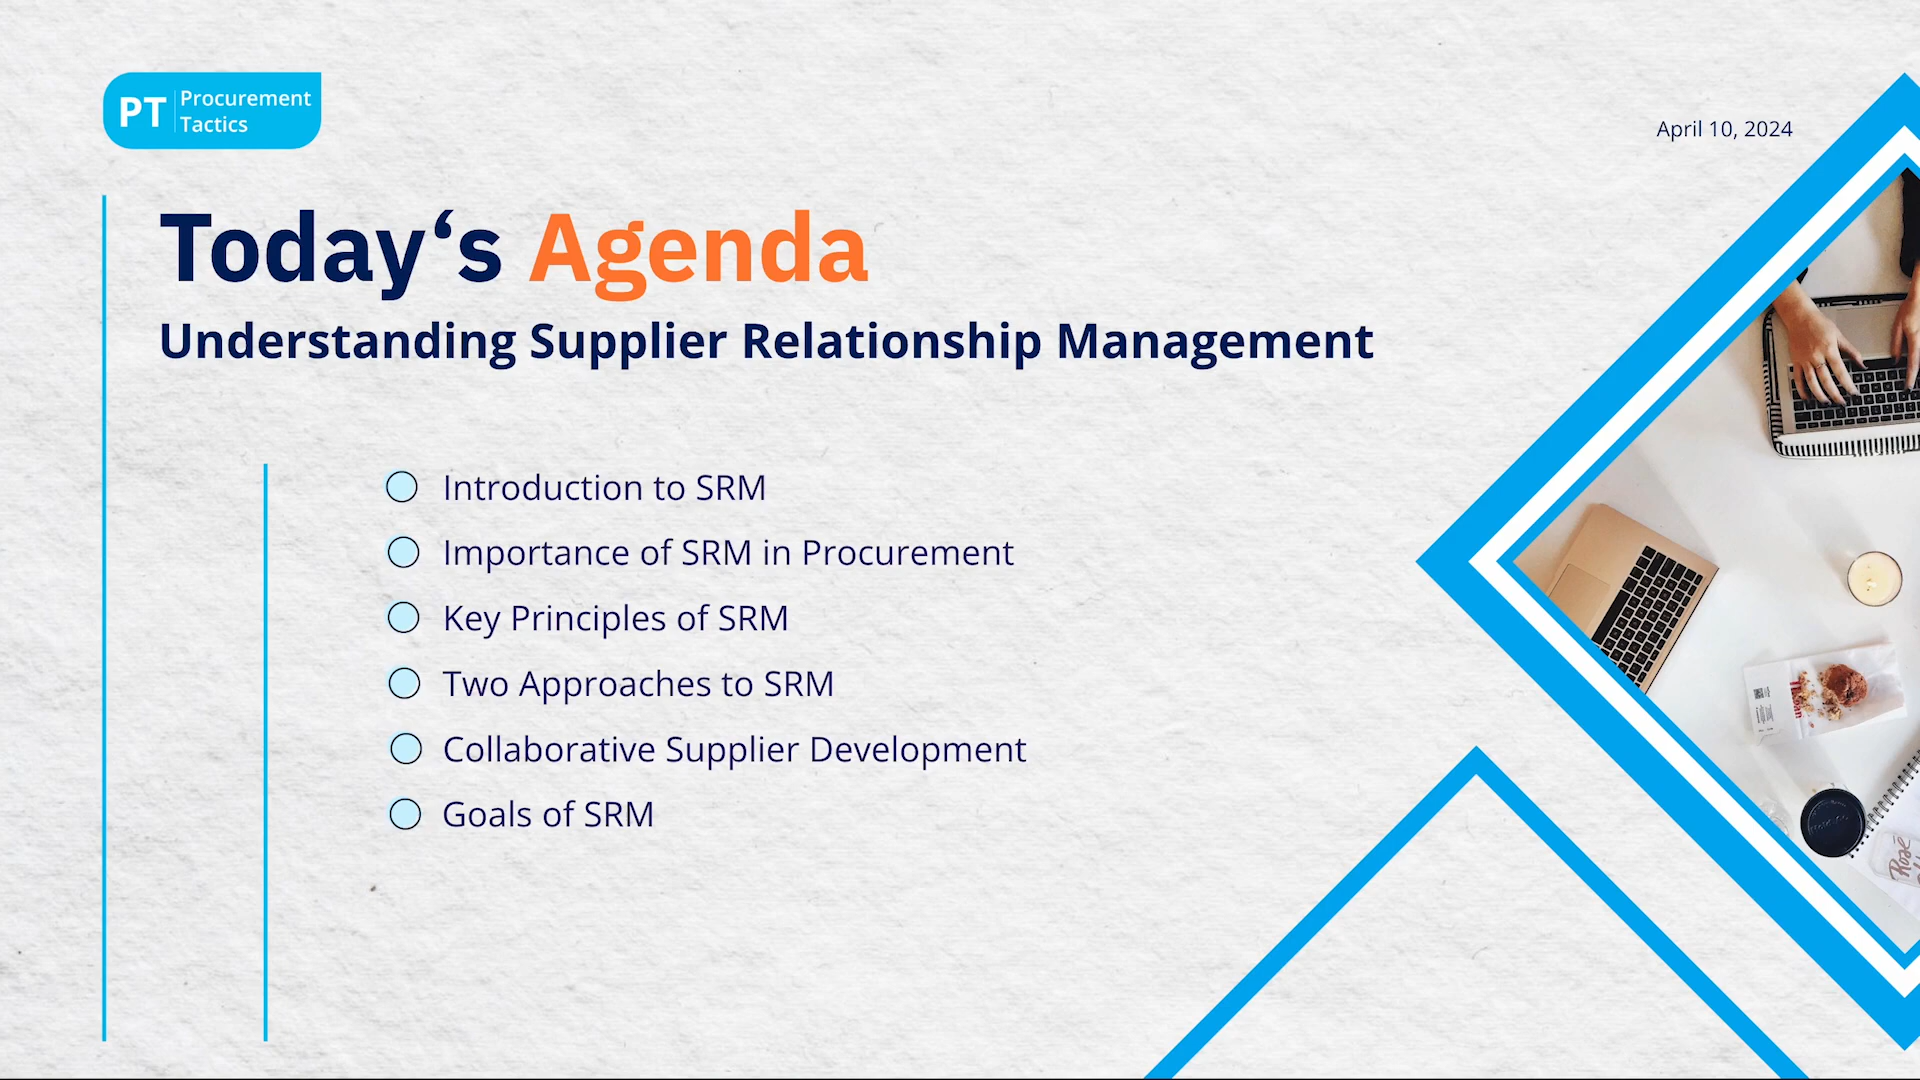 PT Procurement
Tactics
April 10, 2024
Today‘s Agenda
Understanding Supplier Relationship Management
Introduction to SRM
Importance of SRM in Procurement
Key Principles of SRM
Two Approaches to SRM
Collaborative Supplier Development
Goals of SRM
Rosé